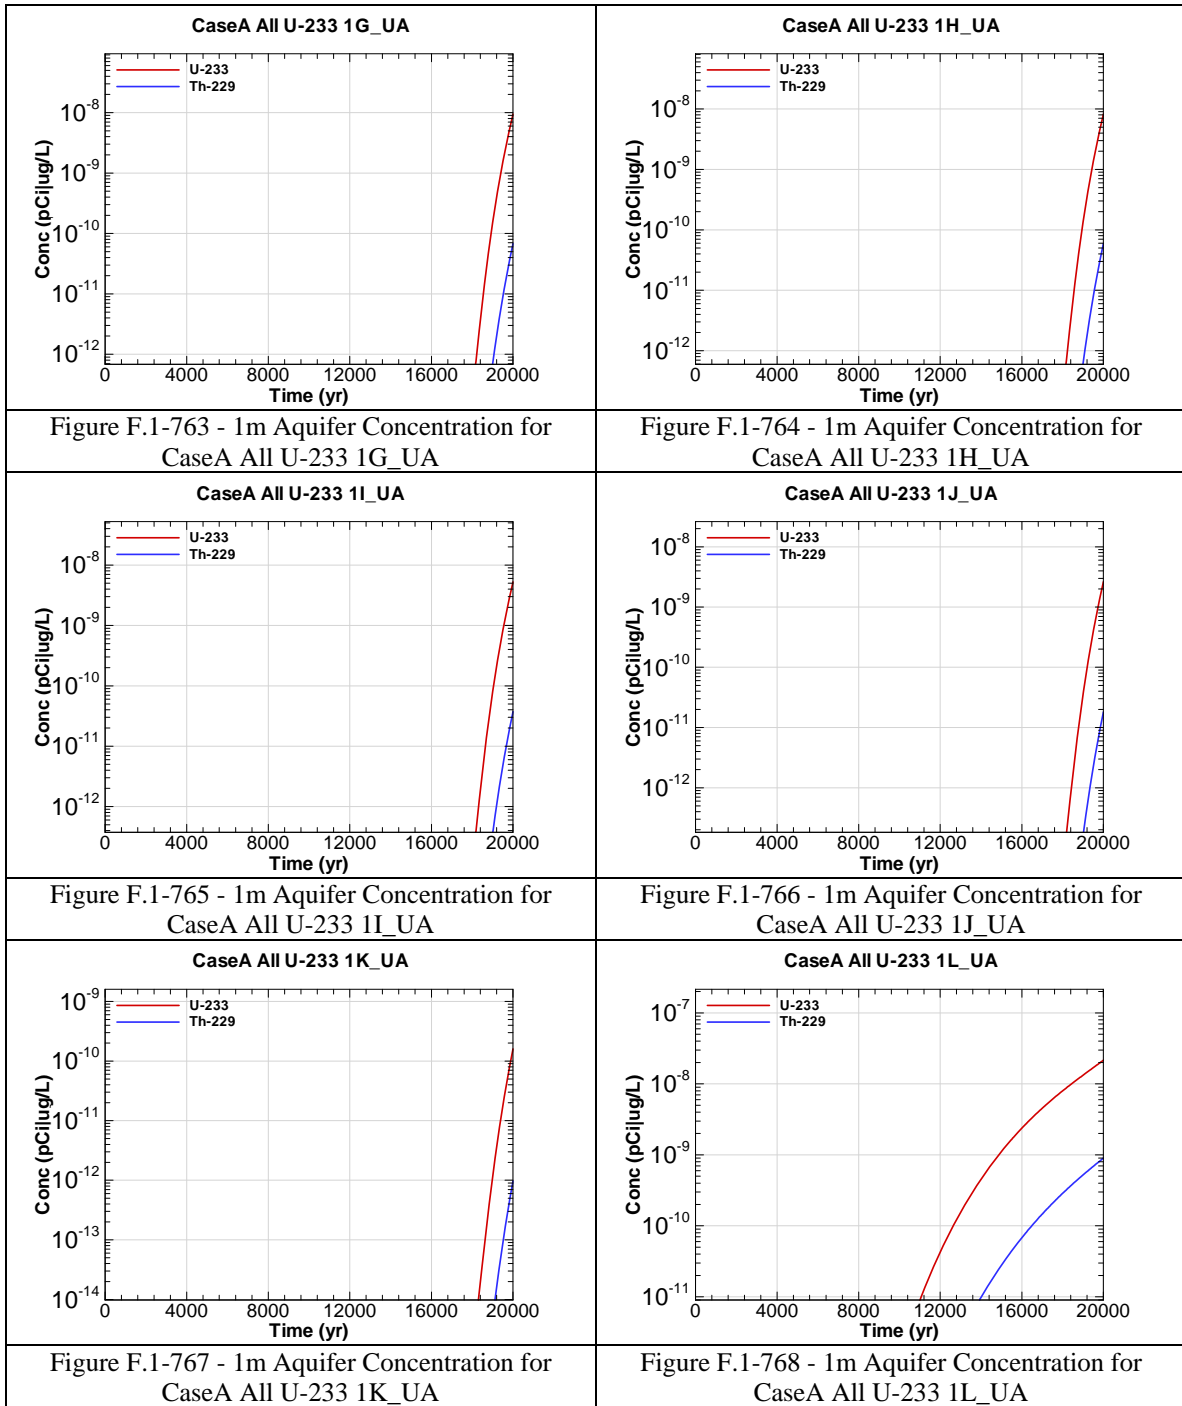 CaseA All U-233 1G_UA
U-233
Th-229
Conc (pCi|ug/L)
10-8
10-9
10-10
10-11
10-12
0 4000 8000 12000 16000 20000
Time (yr)
Figure F.1-763 - 1m Aquifer Concentration for
CaseA All U-233 1G_UA
CaseA All U-233 1H_UA
U-233
Th-229
Conc (pCi|ug/L)
10-8
10-9
10-10
10-11
10-12
0 4000 8000 12000 16000 20000
Time (yr)
Figure F.1-764 - 1m Aquifer Concentration for
CaseA All U-233 1H_UA
CaseA All U-233 1I_UA
U-233
Th-229
Conc (pCi|ug/L)
10-8
10-9
10-10
10-11
10-12
0 4000 8000 12000 16000 20000
Time (yr)
Figure F.1-765 - 1m Aquifer Concentration for
CaseA All U-233 1I_UA
CaseA All U-233 1J_UA
U-233
Th-229
Conc (pCi|ug/L)
10-8
10-9
10-10
10-11
10-12
0 4000 8000 12000 16000 20000
Time (yr)
Figure F.1-766 - 1m Aquifer Concentration for
CaseA All U-233 1J_UA
CaseA All U-233 1K_UA
U-233
Th-229
Conc (pCi|ug/L)
10-9
10-10
10-11
10-12
10-13
10-14
0 4000 8000 12000 16000 20000
Time (yr)
Figure F.1-767 - 1m Aquifer Concentration for
CaseA All U-233 1K_UA
CaseA All U-233 1L_UA
U-233
Th-229
Conc (pCi|ug/L)
10-7
10-8
10-9
10-10
10-11
0 4000 8000 12000 16000 20000
Time (yr)
Figure F.1-768 - 1m Aquifer Concentration for
CaseA All U-233 1L_UA